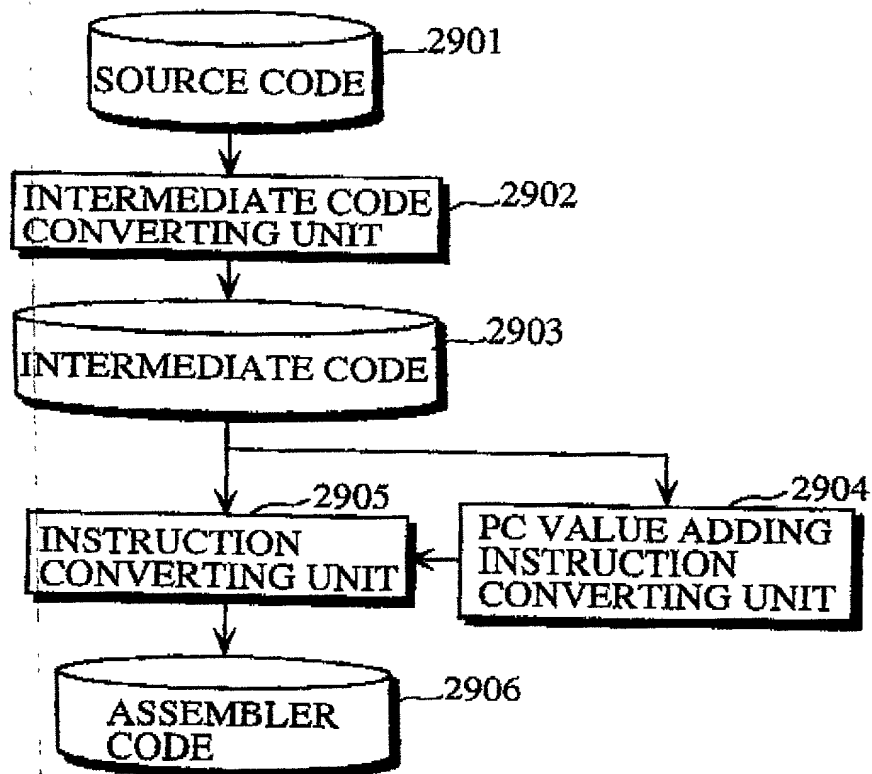 2901
SOURCE CODE
INTERMEDIATE CODE
CONVERTING UNIT
2902
2903
INTERMEDIATE CODE
2905
INSTRUCTION
CONVERTING UNIT
2904
PC VALUE ADDING
INSTRUCTION
CONVERTING UNIT
2906
ASSEMBLER
CODE